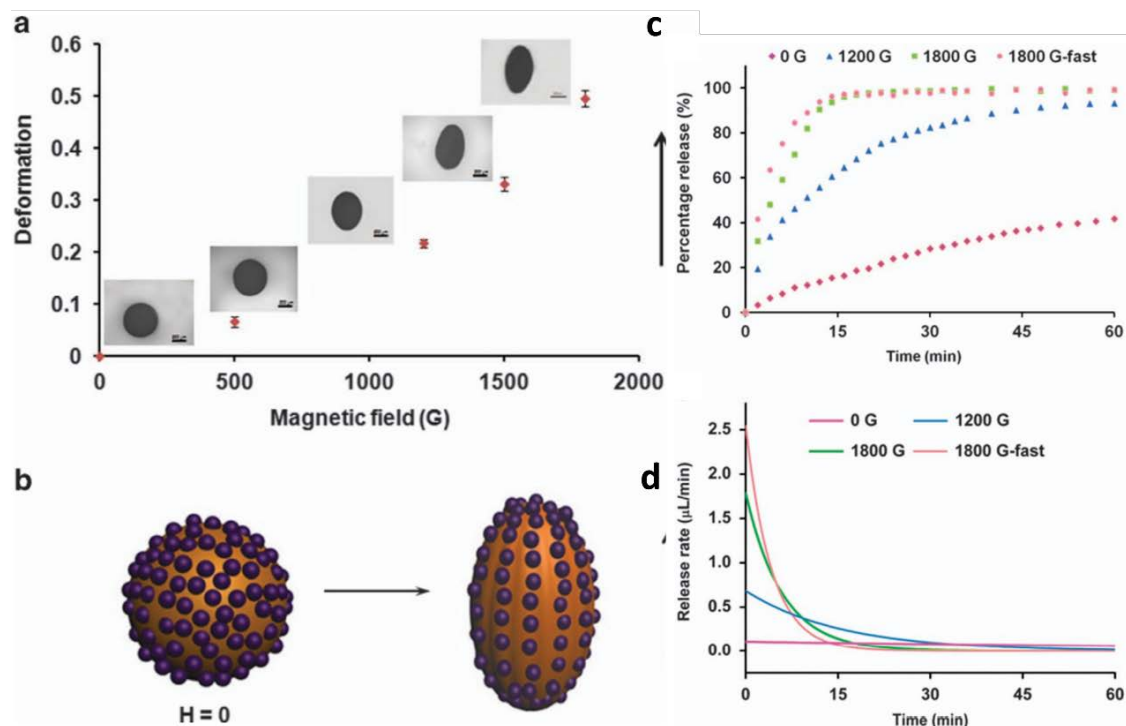 a
0.6
0.5
0.4
0.3
0.2
0.1
0
Deformation
0
500
1000
1500
2000
Magnetic field (G)
b
H = 0
c
0 G
1200 G
1800 G
1800 G-fast
100
80
60
40
20
0
Percentage release (%)
0
15
30
45
60
Time (min)
d
0 G
1200 G
1800 G
1800 G-fast
2.5
2.0
1.5
1.0
0.5
0.0
Release rate (µL/min)
0
15
30
45
60
Time (min)